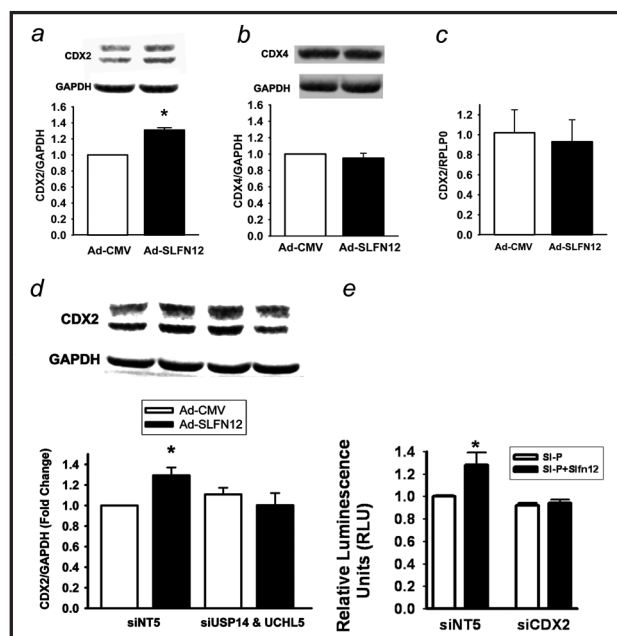 a
CDX2
GAPDH
CDX2/GAPDH
1.4
1.2
1.0
0.8
0.6
0.4
0.2
0.0
*
Ad-CMV
Ad-SLFN12
b
CDX4
GAPDH
CDX4/GAPDH
1.4
1.2
1.0
0.8
0.6
0.4
0.2
0.0
Ad-CMV
Ad-SLFN12
c
CDX2/RPLP0
1.2
1.0
0.8
0.6
0.4
0.2
0.0
Ad-CMV
Ad-SLFN12
d
CDX2
GAPDH
Ad-CMV
Ad-SLFN12
CDX2/GAPDH (Fold Change)
1.4
1.2
1.0
0.8
0.6
0.4
0.2
0.0
*
siNT5
siUSP14 & UCHL5
e
SI-P
SI-P+Slfn12
Relative Luminescence
Units (RLU)
1.4
1.2
1.0
0.8
0.6
0.4
0.2
0.0
*
siNT5
siCDX2